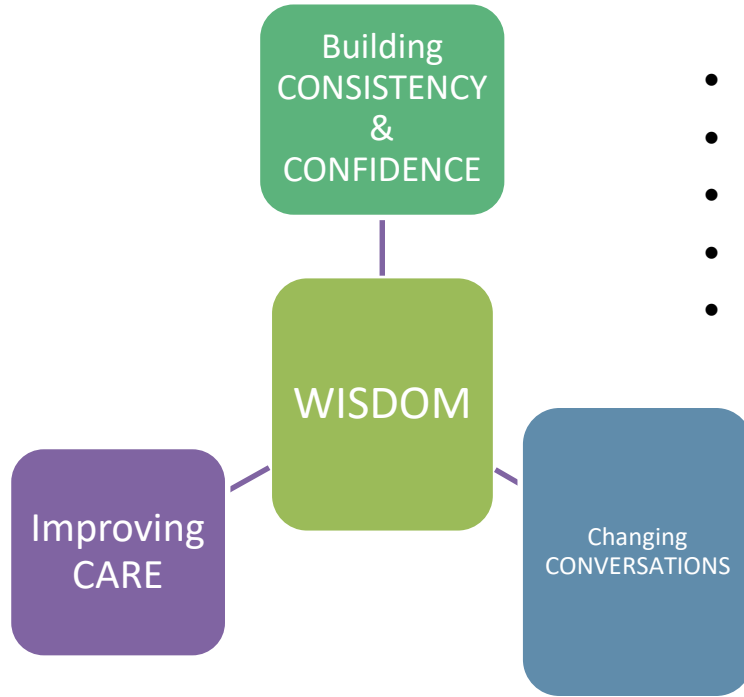 Building
CONSISTENCY
&
CONFIDENCE
•
•
•
•
•
WISDOM
Improving
CARE
Changing
CONVERSATIONS